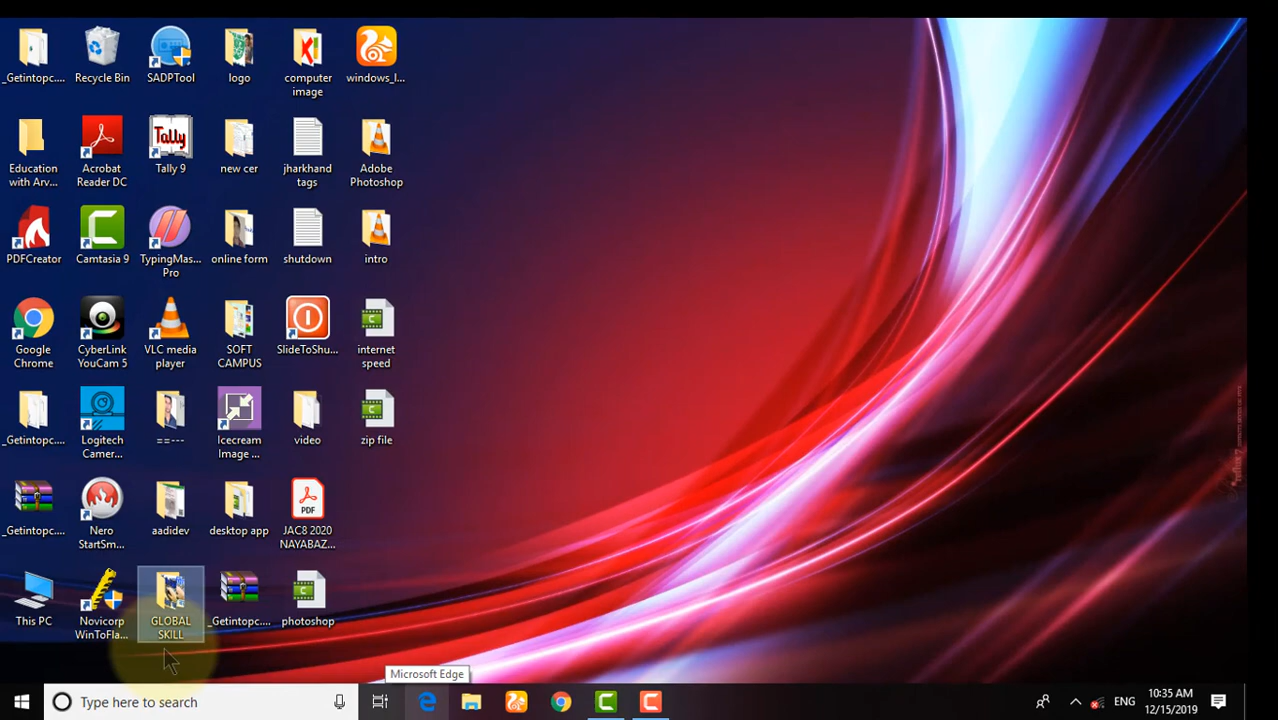 _Getintopc....
Recycle Bin
SADPTool
logo
computer
image
windows_l...
Education
with Arv...
Acrobat
Reader DC
Tally
Tally 9
new cer
jharkhand
tags
Adobe
Photoshop
PDFCreator
Camtasia 9
TypingMas...
Pro
online form
shutdown
intro
Google
Chrome
CyberLink
YouCam 5
VLC media
player
SOFT
CAMPUS
SlideToShu...
internet
speed
_Getintopc....
Logitech
Camer...
==---
Icecream
Image ...
video
zip file
_Getintopc....
Nero
StartSm...
aadidev
desktop app
PDF
JAC8 2020
NAYABAZ...
This PC
Novicorp
WinToFla...
GLOBAL
SKILL
_Getintopc....
photoshop
Microsoft Edge
Type here to search
ENG
10:35 AM
12/15/2019